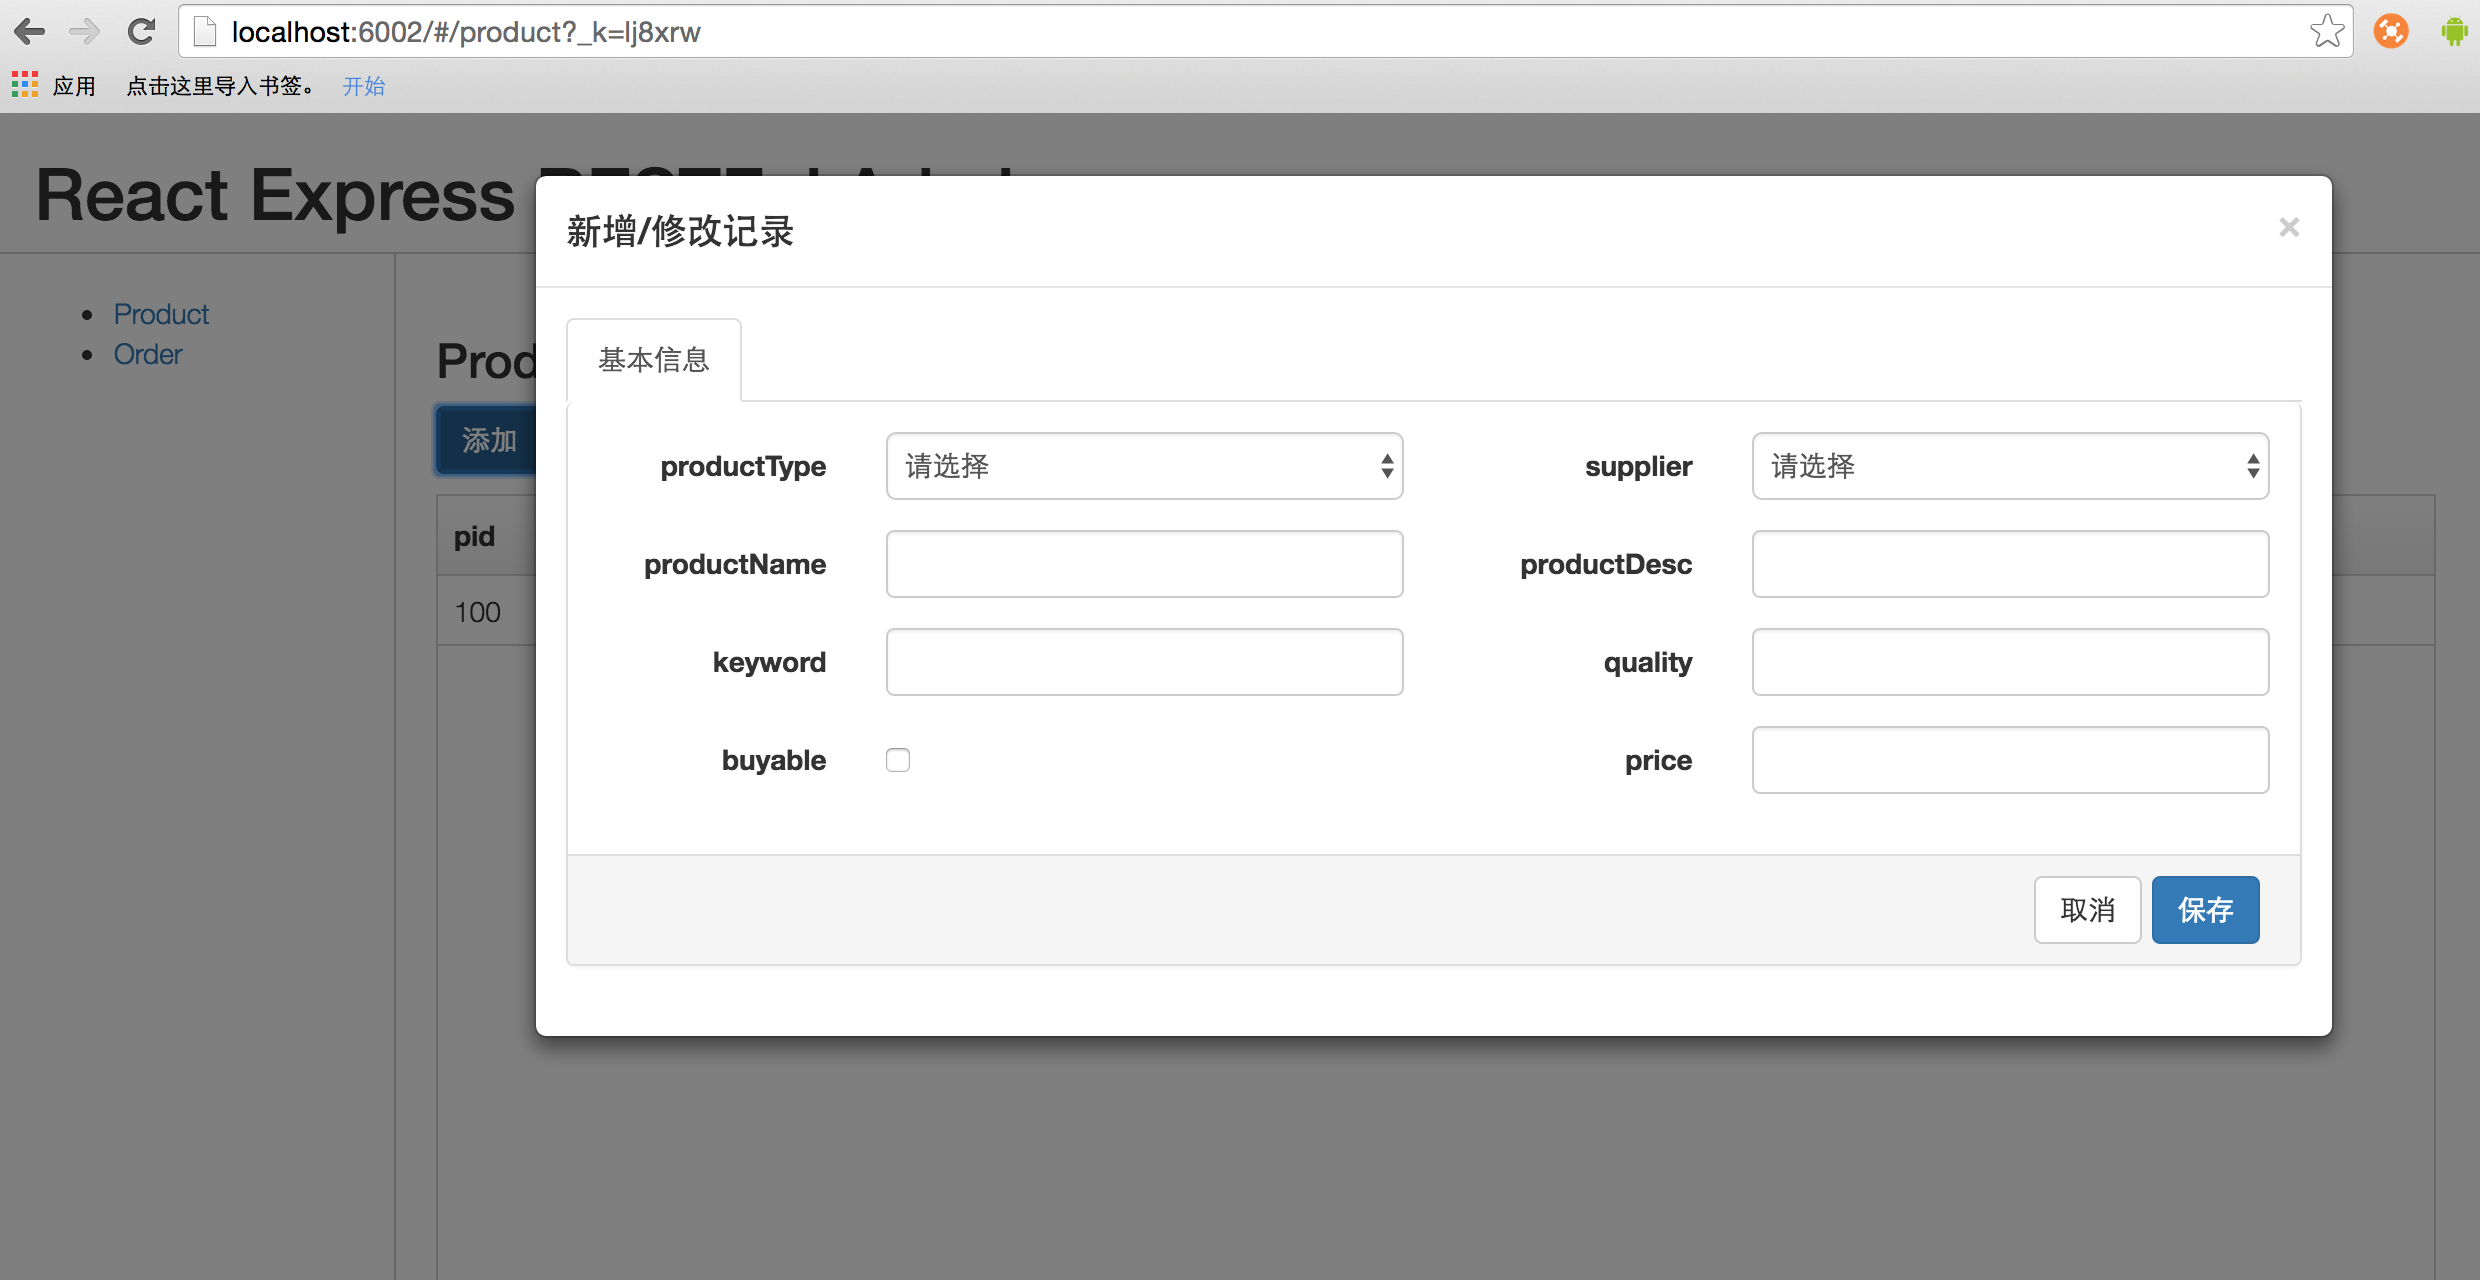 localhost:6002/#/product?_k=lj8xrw
应用 点击这里导入书签。 开始
React Express
新增/修改记录
×
Product
Order
Prod
添加
pid
100
基本信息
productType 请选择 supplier 请选择
productName productDesc
keyword quality
buyable price
取消 保存